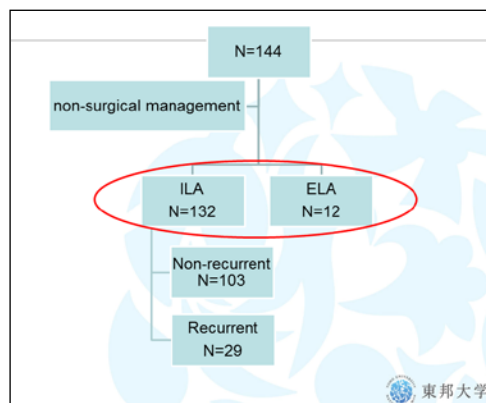 N=144
non-surgical management
ILA
N=132
ELA
N=12
Non-recurrent
N=103
Recurrent
N=29
東邦大学